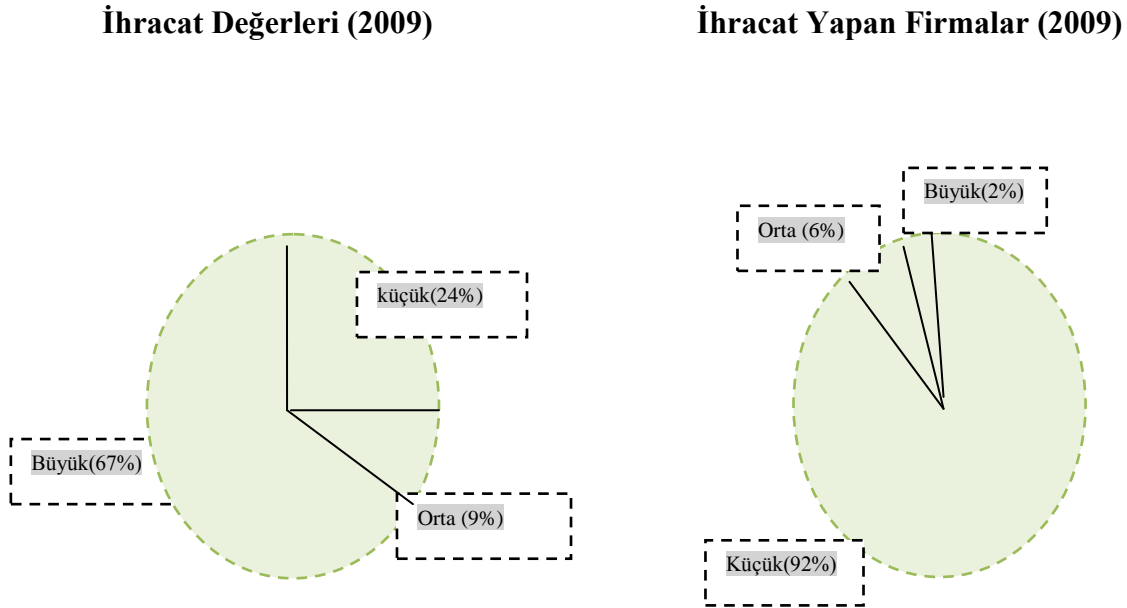 İhracat Değerleri (2009)
İhracat Yapan Firmalar (2009)
küçük(24%)
Büyük(67%)
Orta (9%)
Büyük(2%)
Orta (6%)
Küçük(92%)